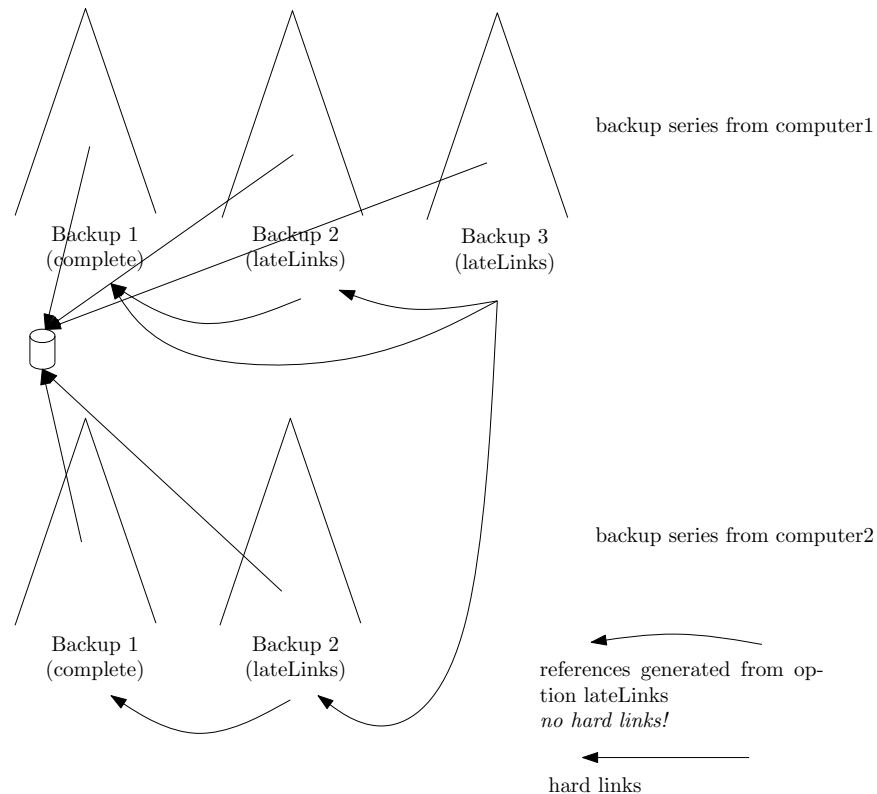 backup series from computer1
Backup 1
(complete)
Backup 2
(lateLinks)
Backup 3
(lateLinks)
backup series from computer2
Backup 1
(complete)
Backup 2
(lateLinks)
references generated from op-
tion lateLinks
no hard links!
hard links